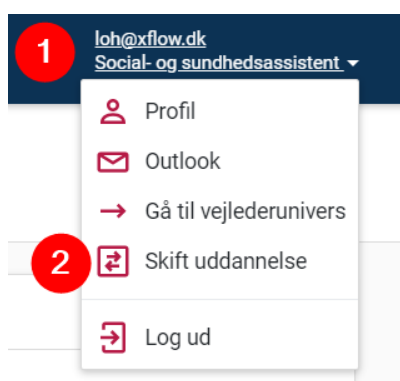 1
loh@xflow.dk
Social- og sundhedsassistent
Profil
Outlook
Gå til vejlederunivers
2
Skift uddannelse
Log ud